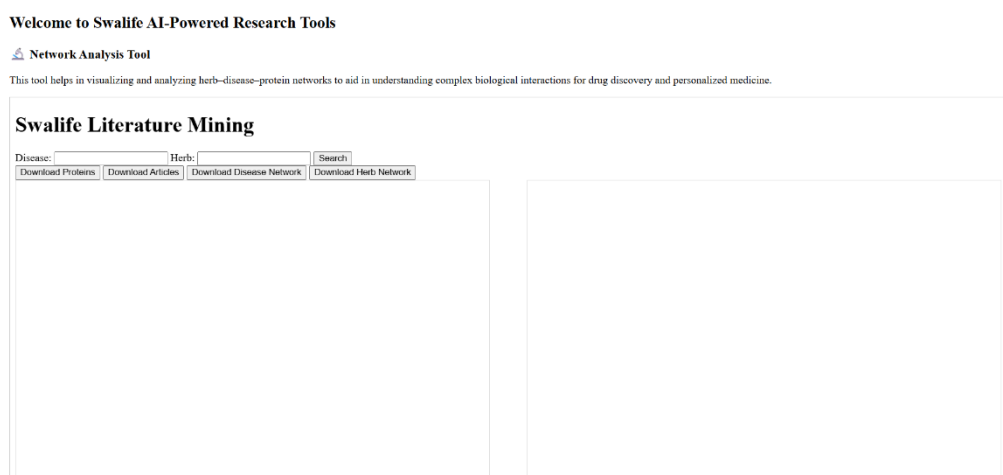 Welcome to Swalife AI-Powered Research Tools
Network Analysis Tool
This tool helps in visualizing and analyzing herb–disease–protein networks to aid in understanding complex biological interactions for drug discovery and personalized medicine.
Swalife Literature Mining
Disease: Herb: Search
Download Proteins Download Articles Download Disease Network Download Herb Network